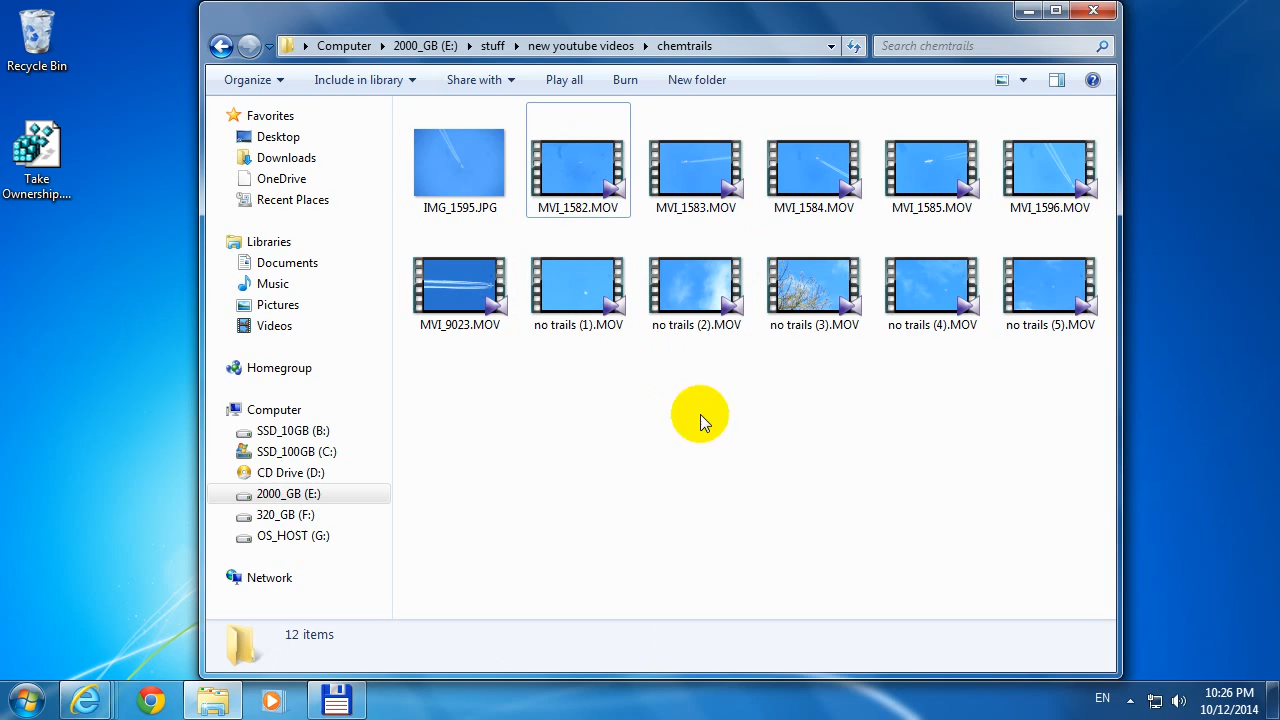 Recycle Bin
Take
Ownership....
Computer
2000_GB (E:)
stuff
new youtube videos
chemtrails
Search chemtrails
Organize
Include in library
Share with
Play all
Burn
New folder
Favorites
Desktop
Downloads
OneDrive
Recent Places
Libraries
Documents
Music
Pictures
Videos
Homegroup
Computer
SSD_10GB (B:)
SSD_100GB (C:)
CD Drive (D:)
2000_GB (E:)
320_GB (F:)
OS_HOST (G:)
Network
IMG_1595.JPG
MVI_1582.MOV
MVI_1583.MOV
MVI_1584.MOV
MVI_1585.MOV
MVI_1596.MOV
MVI_9023.MOV
no trails (1).MOV
no trails (2).MOV
no trails (3).MOV
no trails (4).MOV
no trails (5).MOV
12 items
EN
10:26 PM
10/12/2014